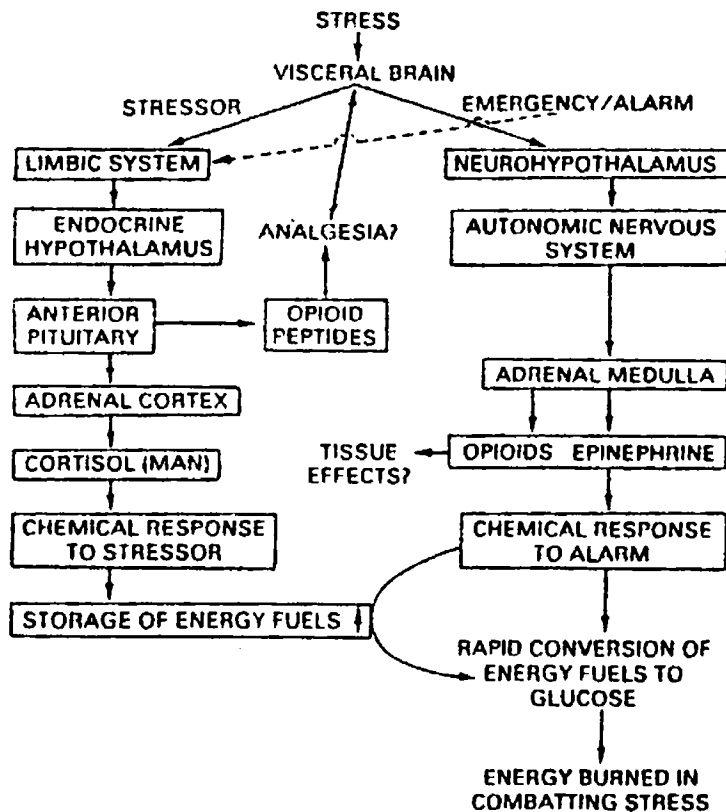 STRESS
VISCERAL BRAIN
STRESSOR
EMERGENCY/ALARM
LIMBIC SYSTEM
NEUROHYPOTHALAMUS
ENDOCRINE
HYPOTHALAMUS
ANALGESIA?
AUTONOMIC NERVOUS
SYSTEM
ANTERIOR
PITUITARY
OPIOID
PEPTIDES
ADRENAL MEDULLA
ADRENAL CORTEX
TISSUE
EFFECTS?
OPIOIDS EPINEPHRINE
CORTISOL (MAN)
CHEMICAL RESPONSE
TO STRESSOR
CHEMICAL RESPONSE
TO ALARM
STORAGE OF ENERGY FUELS
RAPID CONVERSION OF
ENERGY FUELS TO
GLUCOSE
ENERGY BURNED IN
COMBATTING STRESS